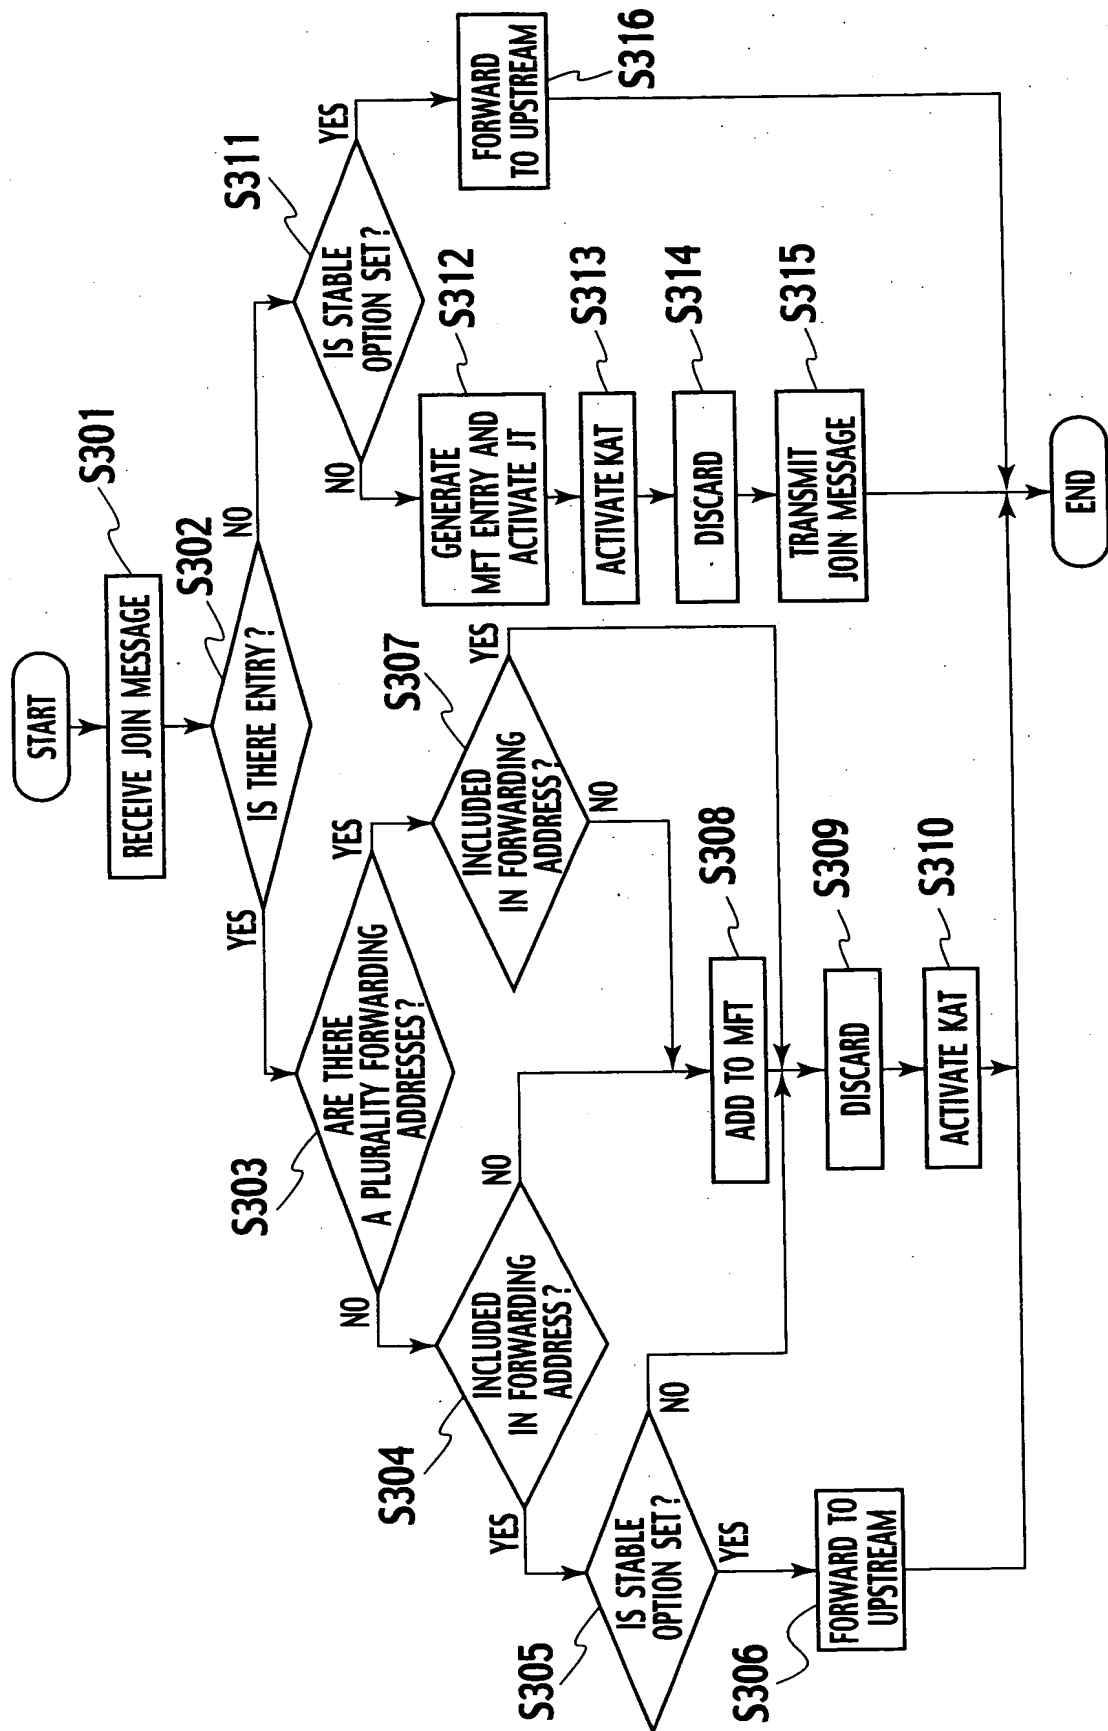 START
RECEIVE JOIN MESSAGE
S301
IS THERE ENTRY?
S302
YES
NO
ARE THERE
A PLURALITY FORWARDING
ADDRESSES?
S303
NO
YES
INCLUDED
IN FORWARDING
ADDRESS?
S304
YES
NO
IS STABLE
OPTION SET?
S305
NO
YES
FORWARD TO
UPSTREAM
S306
INCLUDED
IN FORWARDING
ADDRESS?
S307
YES
NO
ADD TO MFT
S308
DISCARD
S309
ACTIVATE KAT
S310
IS STABLE
OPTION SET?
S311
NO
YES
GENERATE
MFT ENTRY AND
ACTIVATE JT
S312
ACTIVATE KAT
S313
DISCARD
S314
TRANSMIT
JOIN MESSAGE
S315
FORWARD
TO UPSTREAM
S316
END